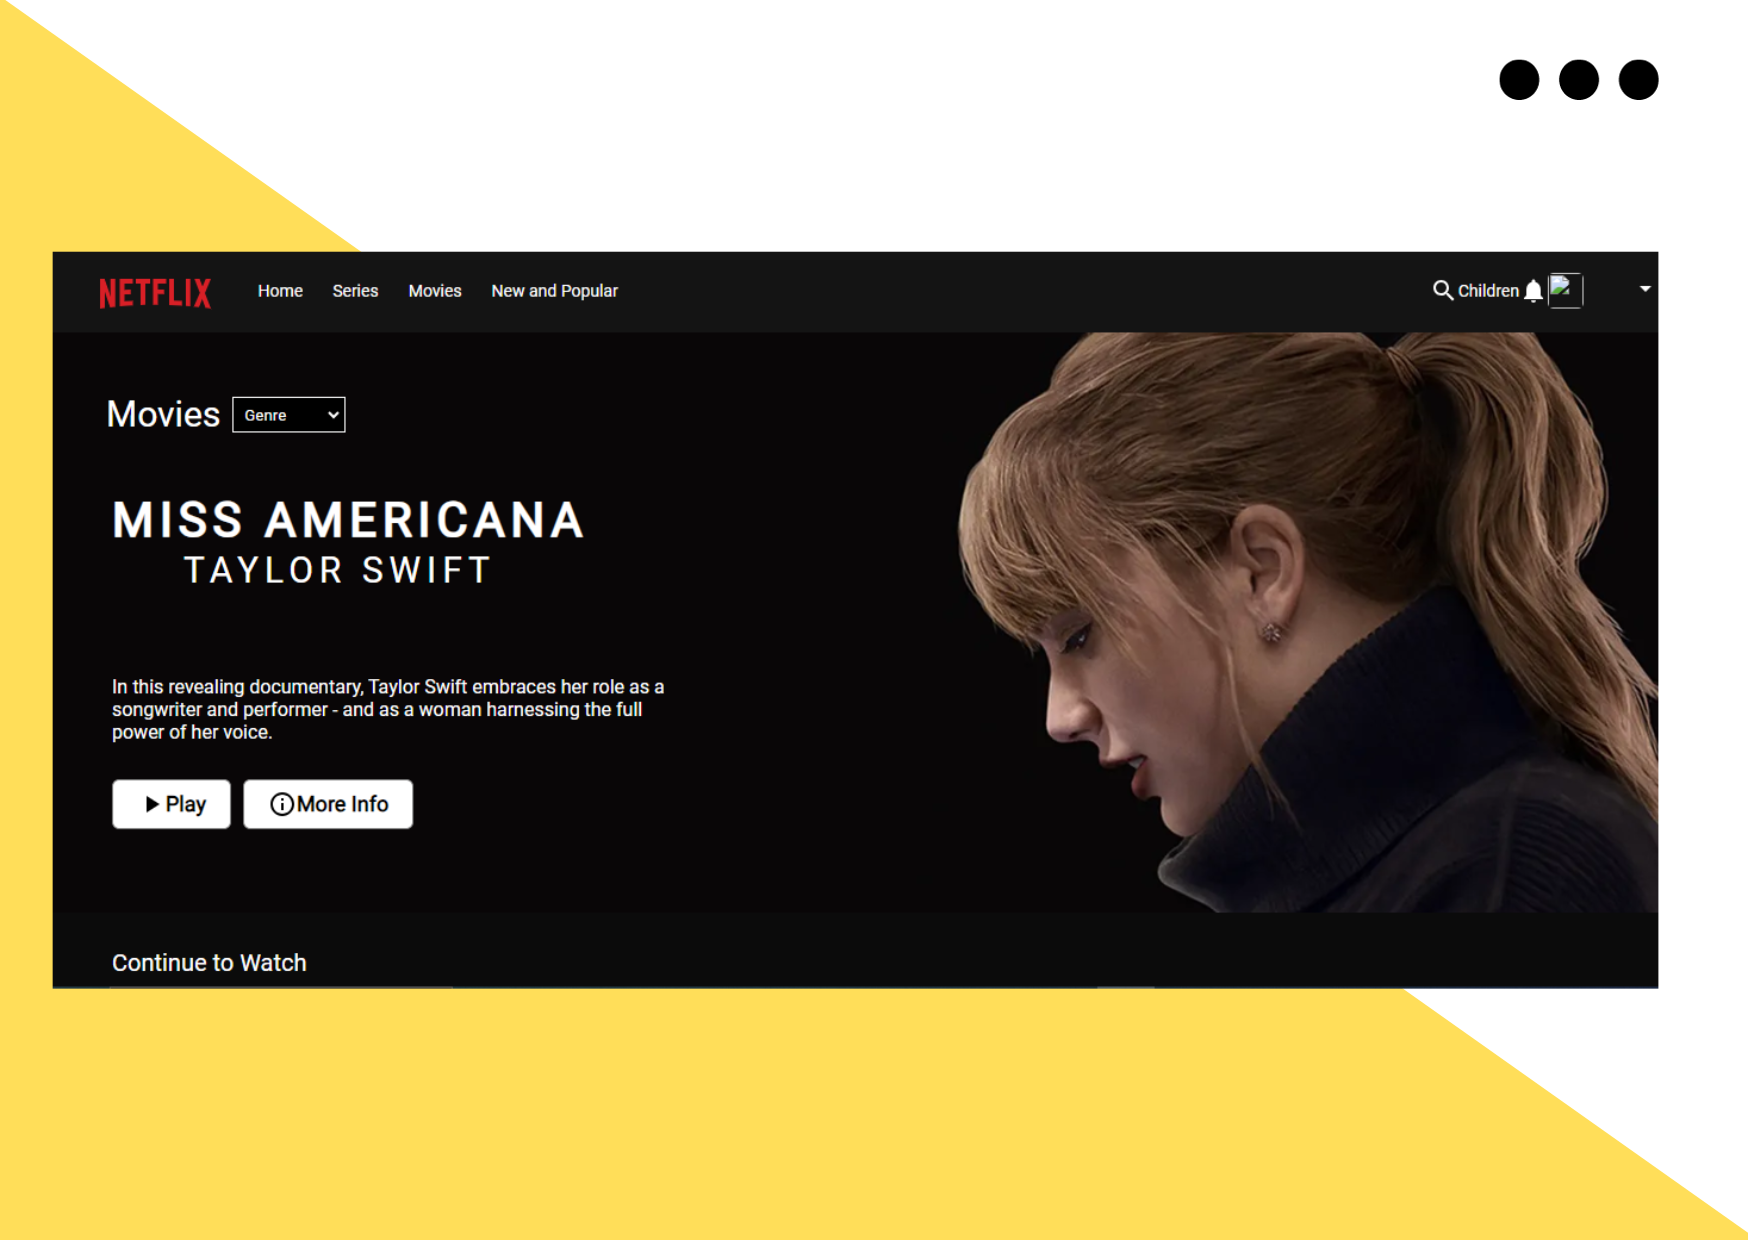 NETFLIX Home Series Movies New and Popular Children
Movies Genre
MISS AMERICANA
TAYLOR SWIFT
In this revealing documentary, Taylor Swift embraces her role as a
songwriter and performer - and as a woman harnessing the full
power of her voice.
Play More Info
Continue to Watch